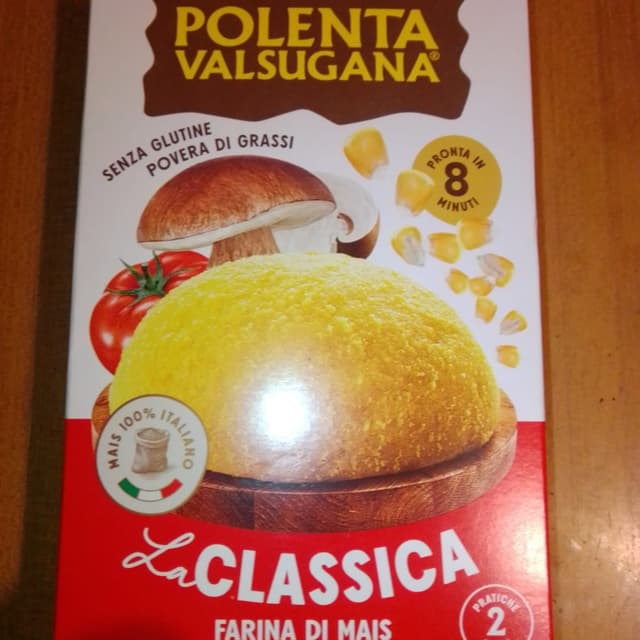 POLENTA
VALSUGANA®
SENZA GLUTINE
POVERA DI GRASSI
PRONTA IN
8
MINUTI
MAIS 100% ITALIANO
La CLASSICA
FARINA DI MAIS
PRATICHE
2